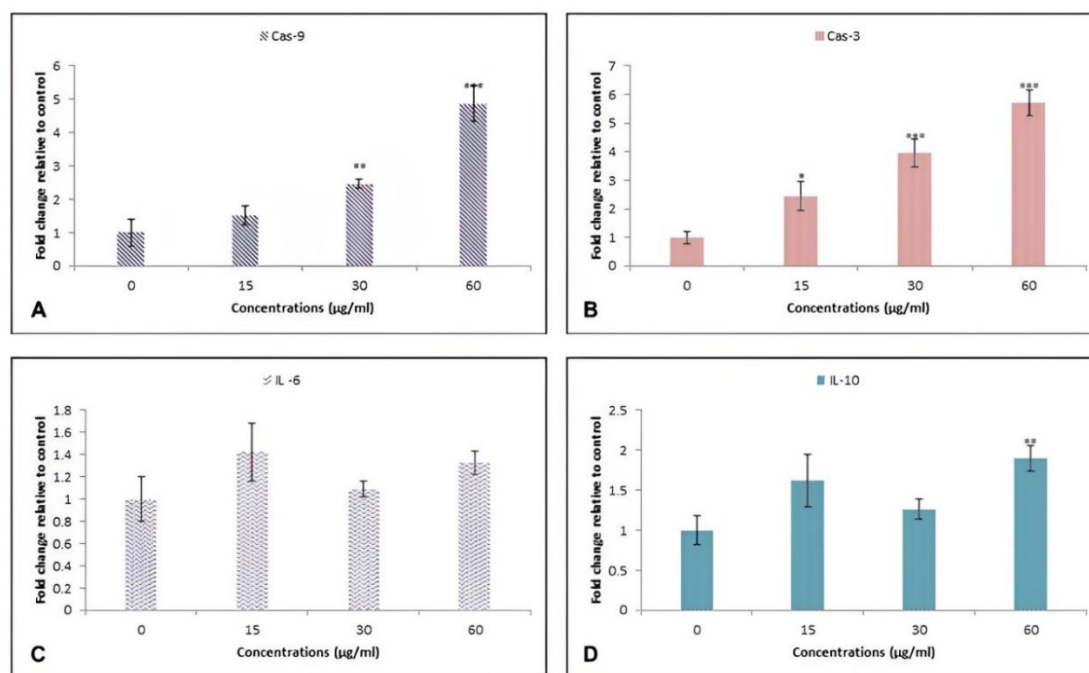 Cas-9
Fold change relative to control
6
5
4
3
2
1
0
***
**
0 15 30 60
Concentrations (µg/ml)
A
Cas-3
Fold change relative to control
7
6
5
4
3
2
1
0
*
***
***
0 15 30 60
Concentrations (µg/ml)
B
IL -6
Fold change relative to control
1.8
1.6
1.4
1.2
1
0.8
0.6
0.4
0.2
0
0 15 30 60
Concentrations (µg/ml)
C
IL-10
Fold change relative to control
2.5
2
1.5
1
0.5
0
**
0 15 30 60
Concentrations (µg/ml)
D